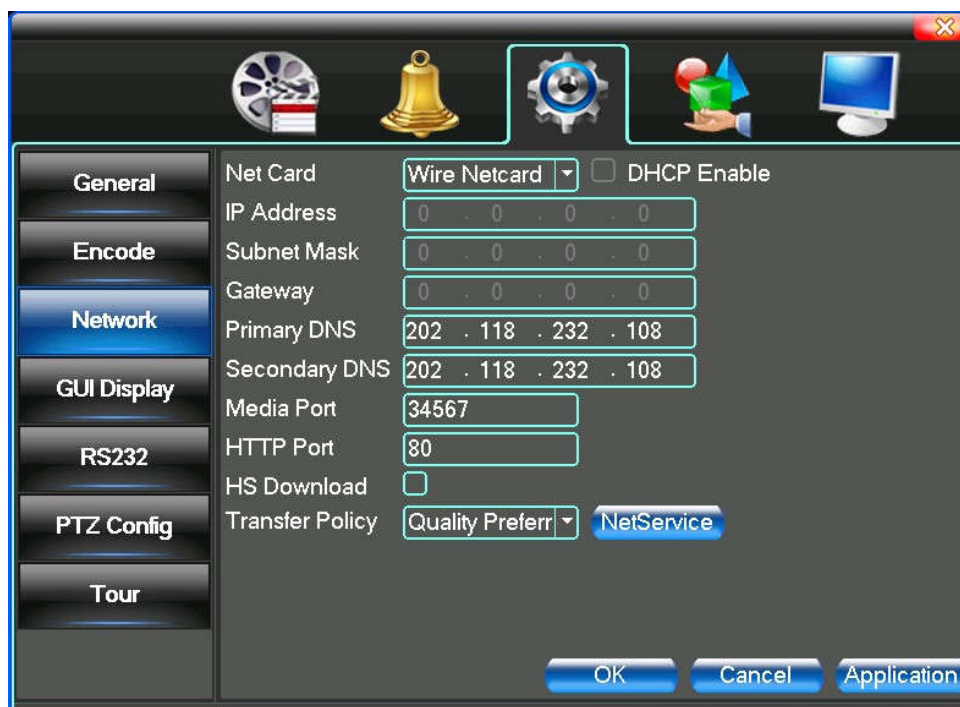 General
Encode
Network
GUI Display
RS232
PTZ Config
Tour
Net Card Wire Netcard DHCP Enable
IP Address 0 . 0 . 0 . 0
Subnet Mask 0 . 0 . 0 . 0
Gateway 0 . 0 . 0 . 0
Primary DNS 202 . 118 . 232 . 108
Secondary DNS 202 . 118 . 232 . 108
Media Port 34567
HTTP Port 80
HS Download
Transfer Policy Quality Preferr NetService
OK Cancel Application